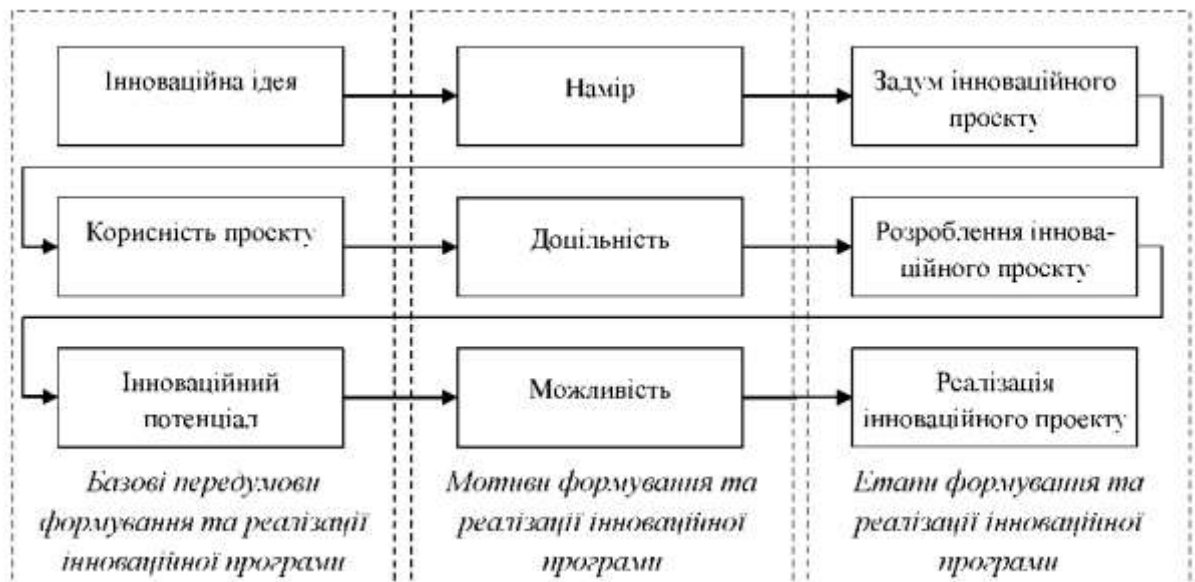 Інноваційна ідея
Намір
Задум інноваційного
проєкту
Корисність проєкту
Доцільність
Розроблення іннова-
ційного проєкту
Інноваційний
потенціал
Можливість
Реалізація
інноваційного проекту
Базові передумови
формування та реалізації
інноваційної програми
Мотиви формування та
реалізації інноваційної
програми
Етапи формування та
реалізації інноваційної
програми